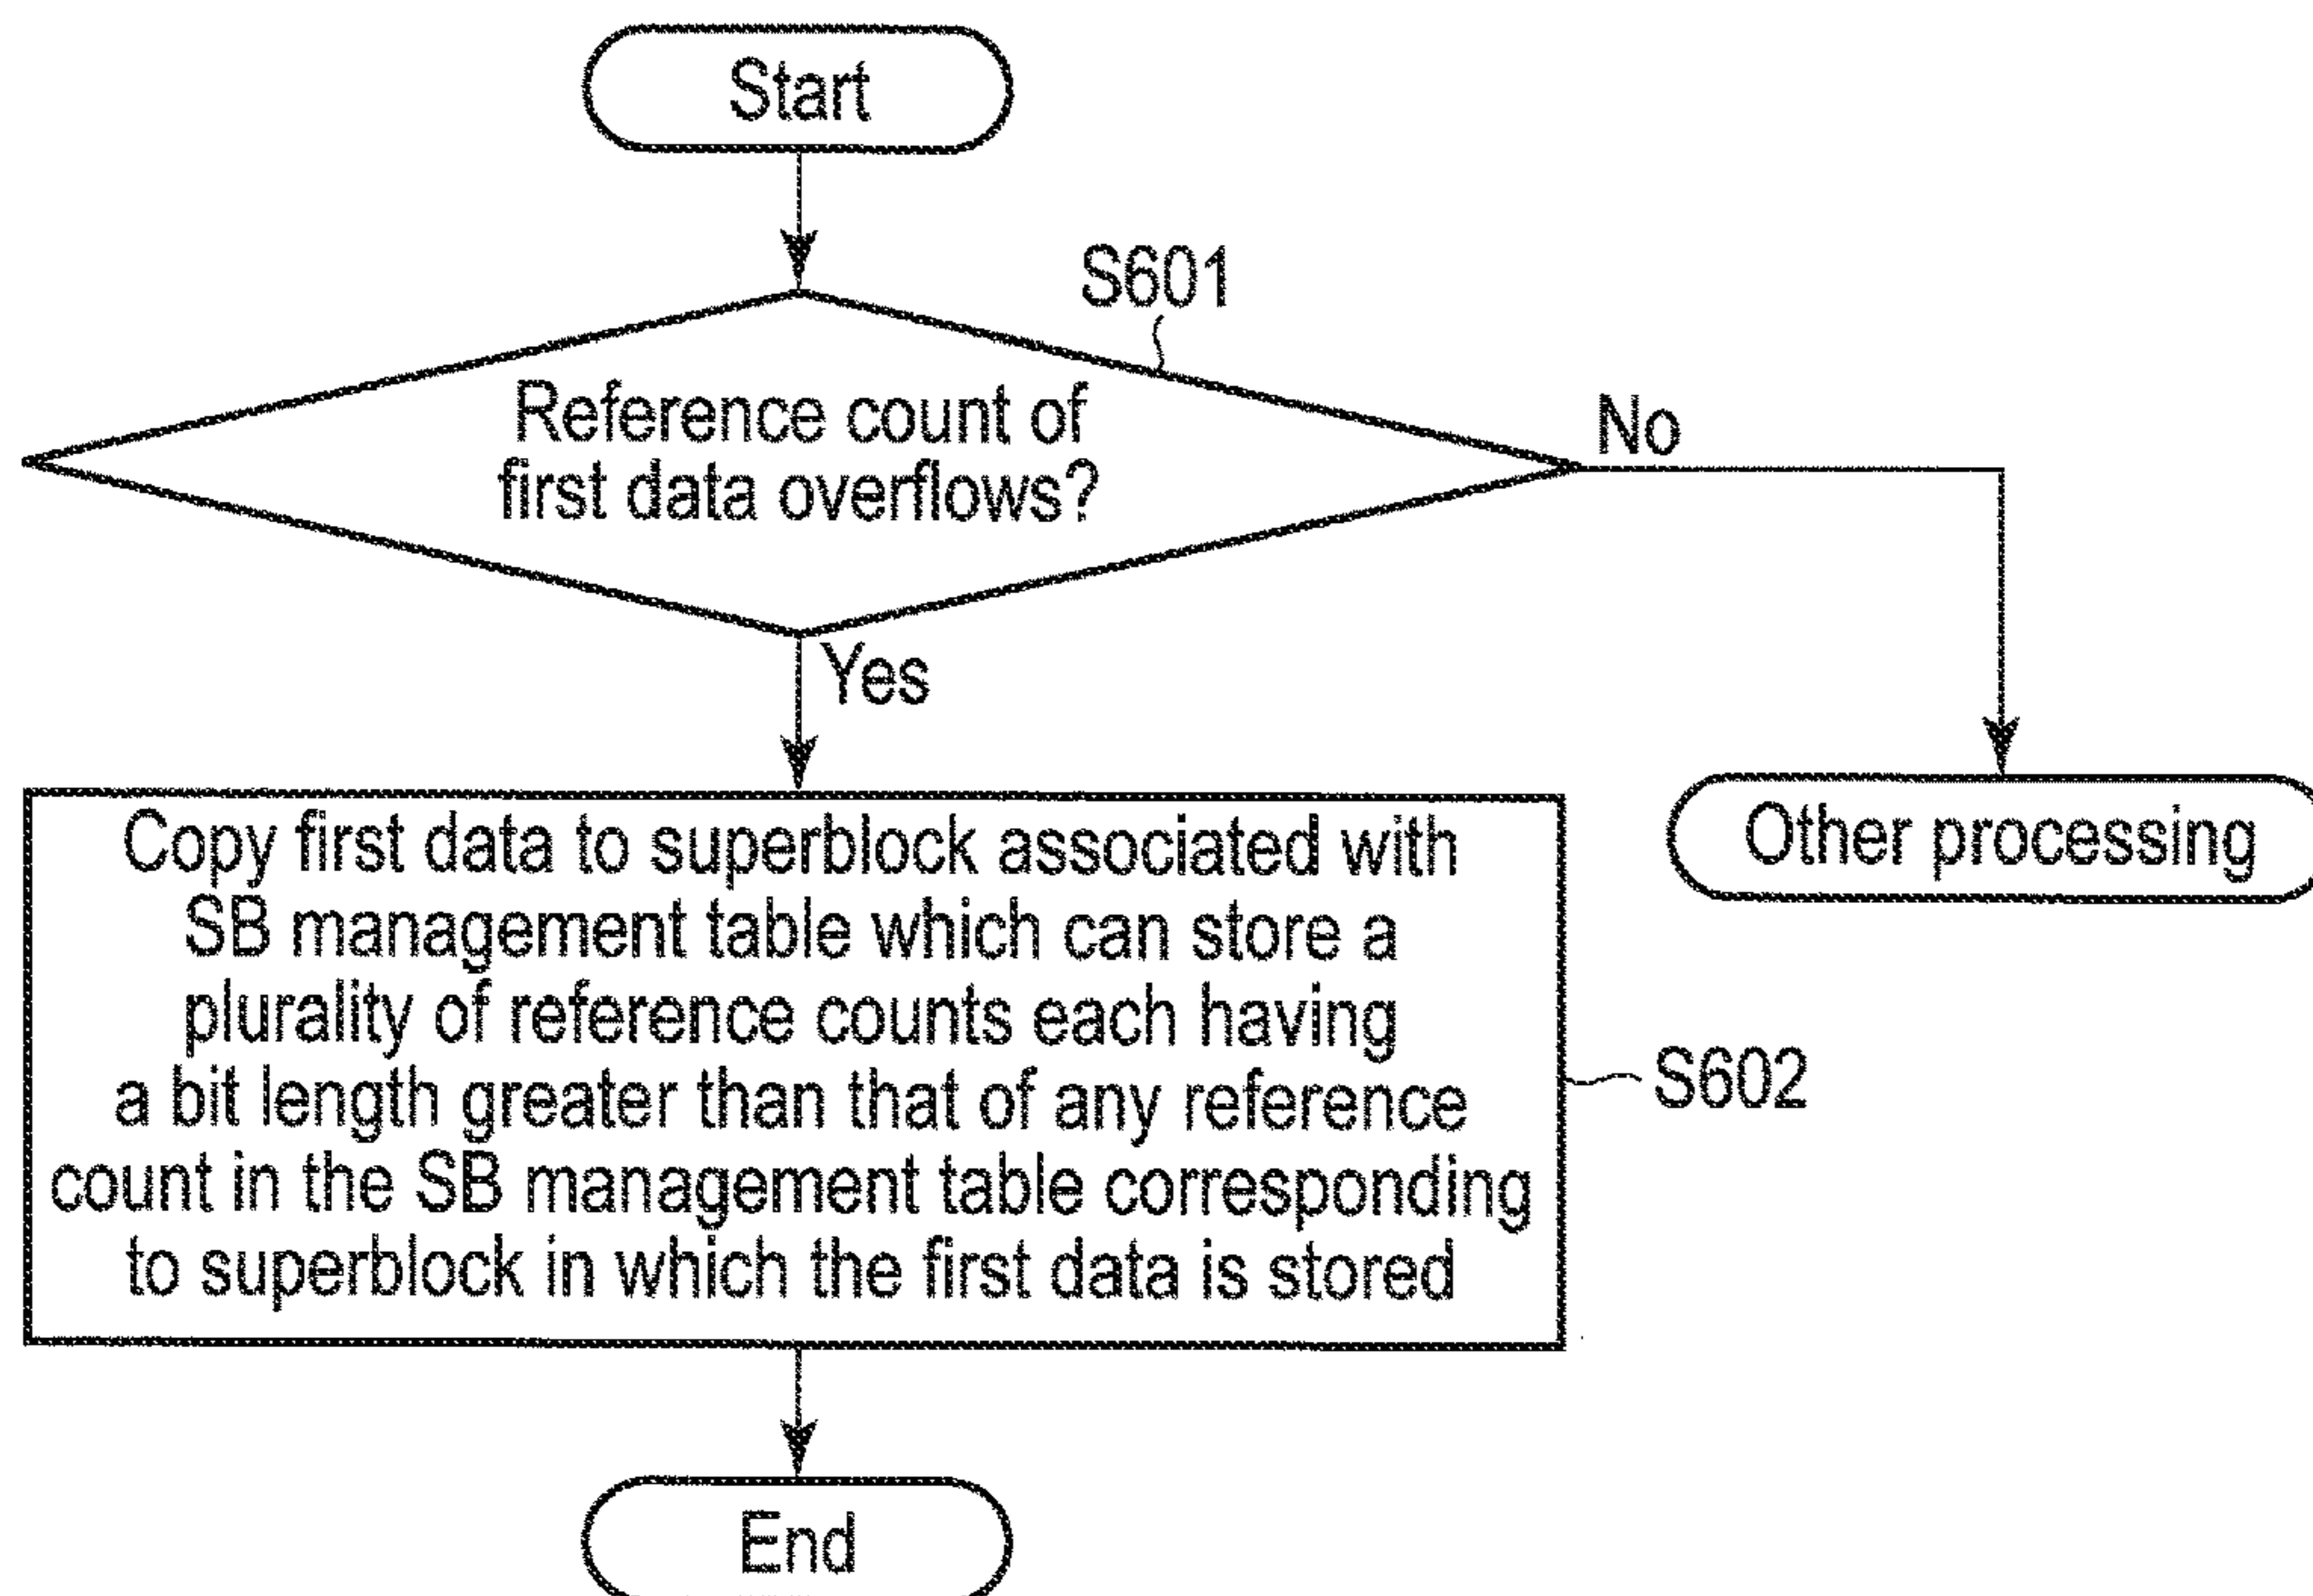 Start
S601
Reference count of
first data overflows?
No
Yes
Copy first data to superblock associated with
SB management table which can store a
plurality of reference counts each having
a bit length greater than that of any reference
count in the SB management table corresponding
to superblock in which the first data is stored
Other processing
S602
End